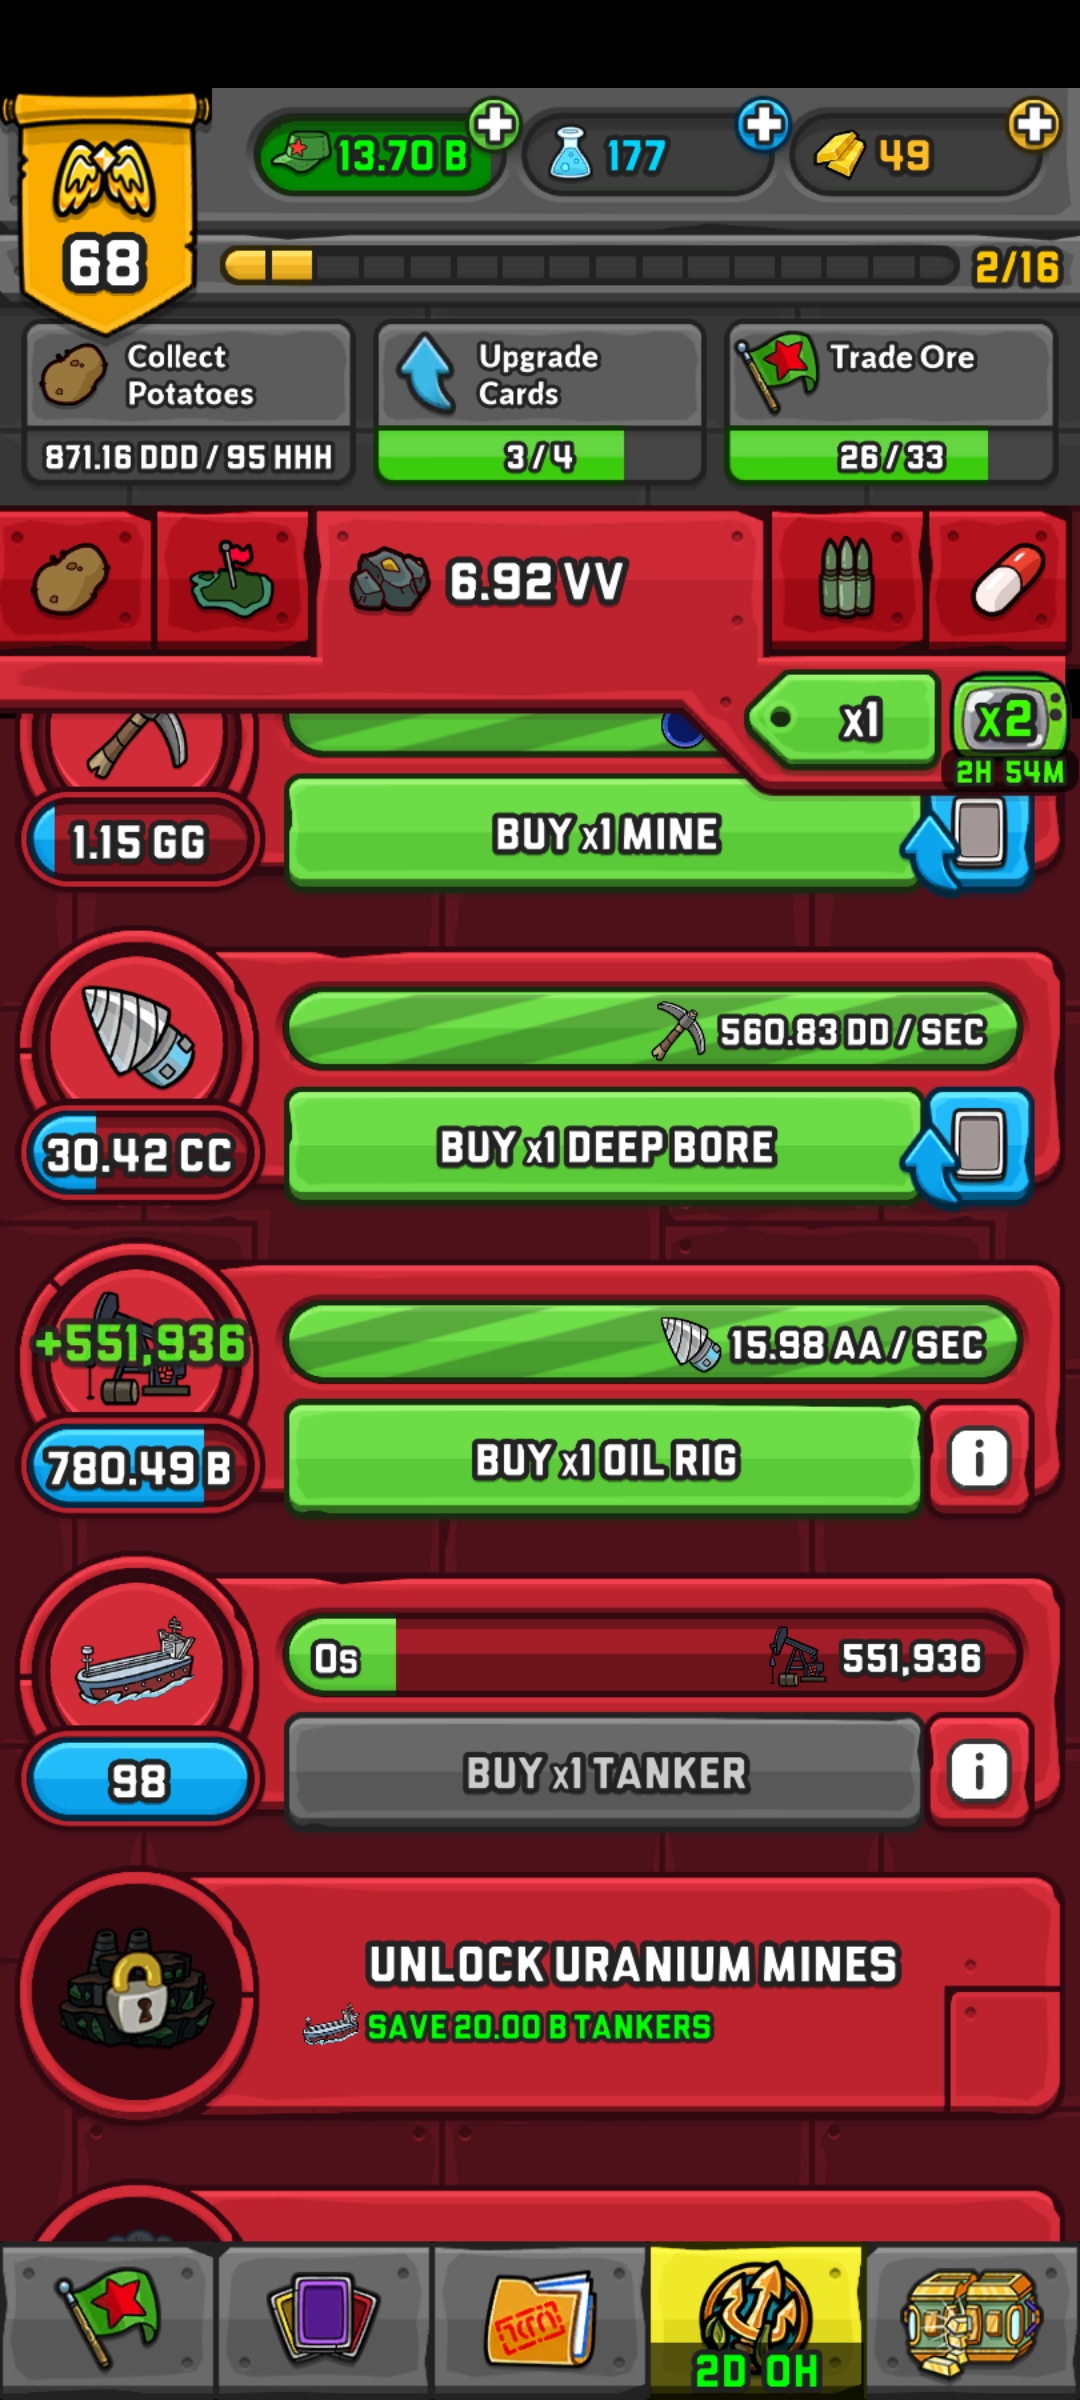 13.70 B
177
49
68
2/16
Collect
Potatoes
871.16 DDD / 95 HHH
Upgrade
Cards
3/4
Trade Ore
26/33
6.92 VV
x1
x2
2H 54M
1.15 GG
BUY x1 MINE
560.83 DD / SEC
30.42 CC
BUY x1 DEEP BORE
+551,936
15.98 AA / SEC
780.49 B
BUY x1 OIL RIG
i
0s
551,936
98
BUY x1 TANKER
i
UNLOCK URANIUM MINES
SAVE 20.00 B TANKERS
2D 0H